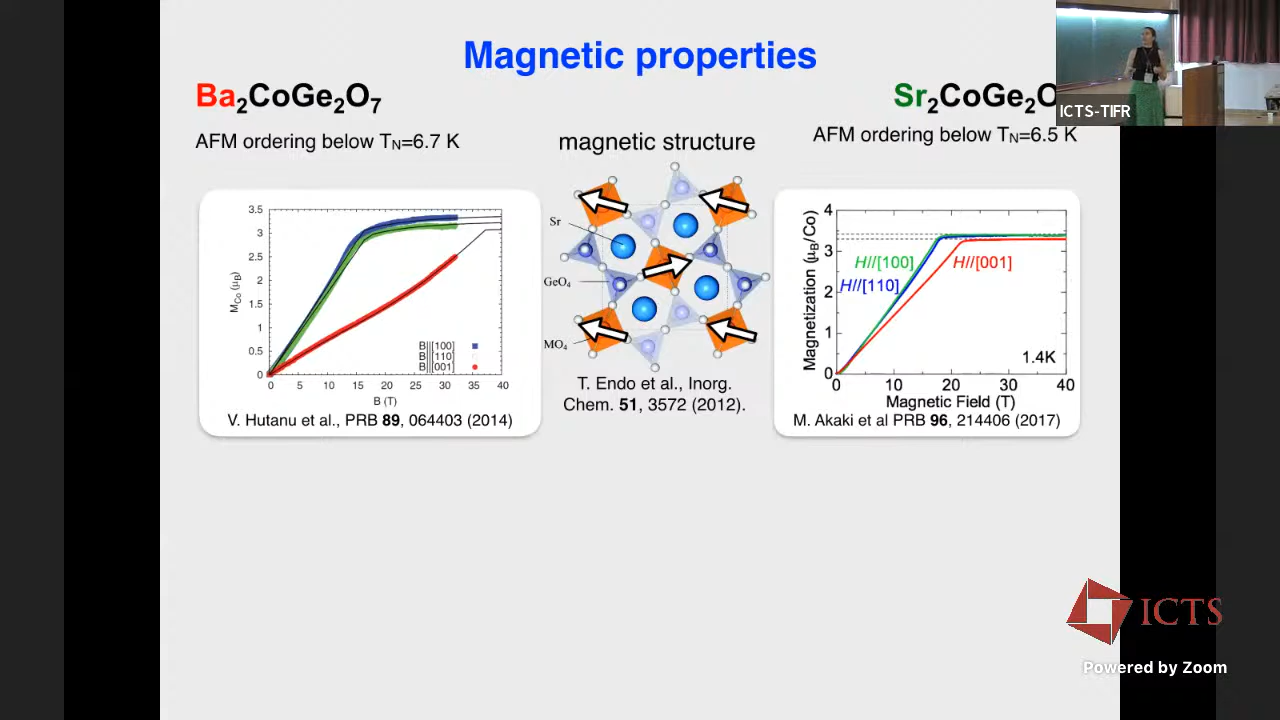 Magnetic properties
Ba2CoGe2O7
AFM ordering below TN=6.7 K
3.5
3
2.5
2
1.5
1
0.5
0
MCo (μB)
0 5 10 15 20 25 30 35 40
B (T)
B||[100]
B||[110]
B||[001]
V. Hutanu et al., PRB 89, 064403 (2014)
magnetic structure
Sr
GeO4
MO4
T. Endo et al., Inorg.
Chem. 51, 3572 (2012).
Sr2CoGe2O
AFM ordering below TN=6.5 K
4
3
2
1
0
Magnetization (μB/Co)
H//[100]
H//[110]
H//[001]
1.4K
0 10 20 30 40
Magnetic Field (T)
M. Akaki et al PRB 96, 214406 (2017)
ICTS-TIFR
ICTS
Powered by Zoom